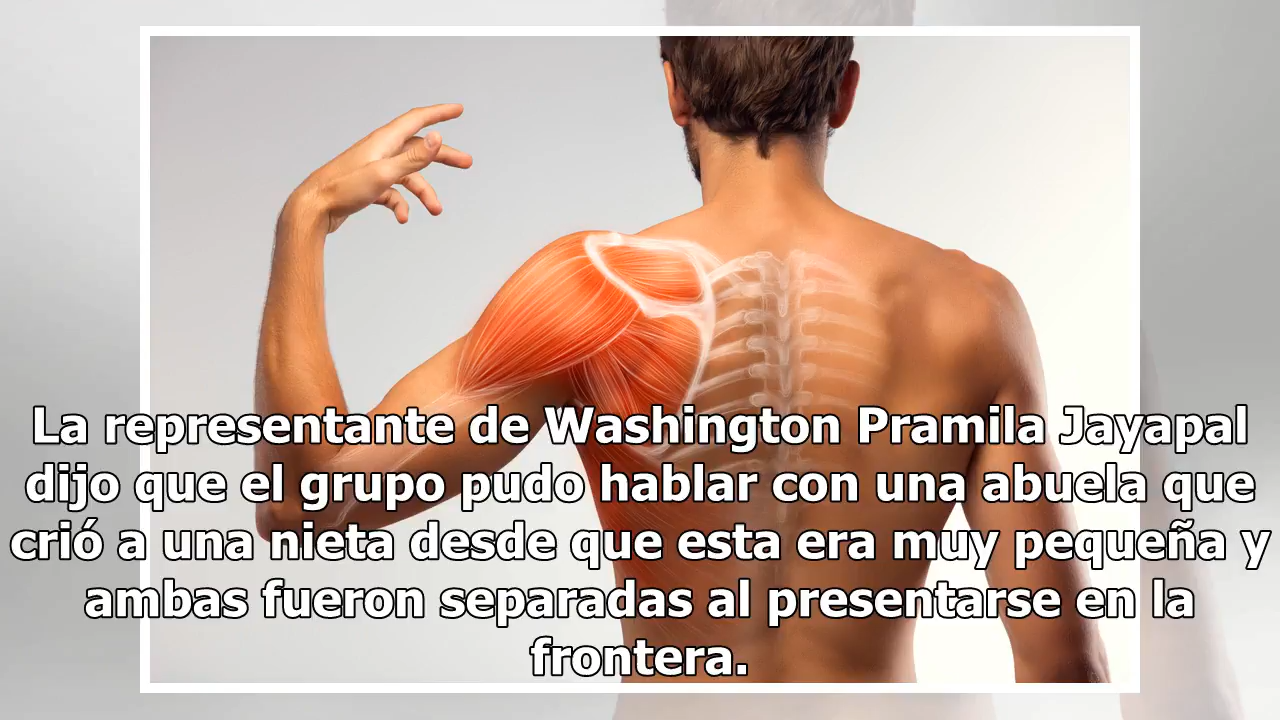 La representante de Washington Pramila Jayapal
dijo que el grupo pudo hablar con una abuela que
crió a una nieta desde que esta era muy pequeña y
ambas fueron separadas al presentarse en la
frontera.